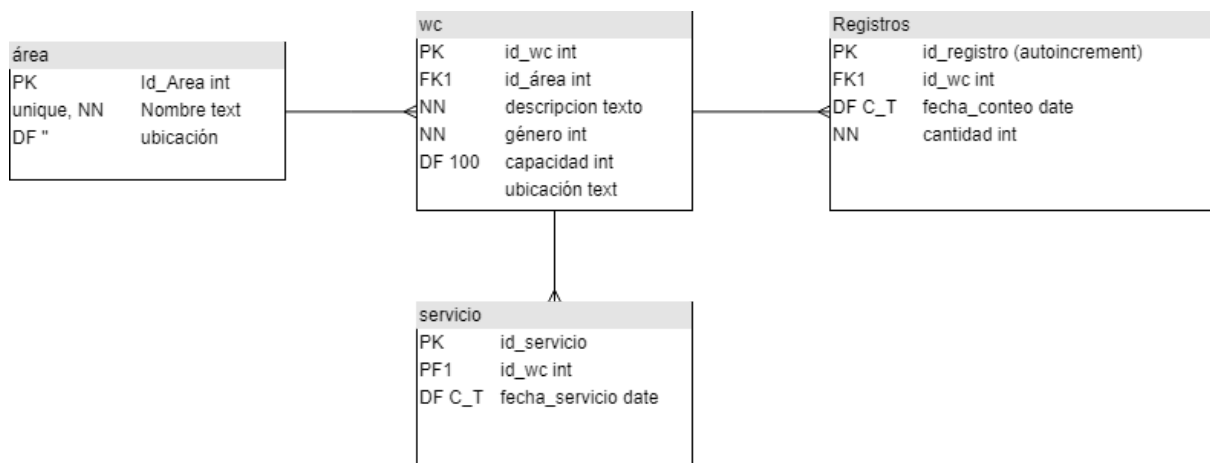 área
PK Id_Area int
unique, NN Nombre text
DF " ubicación
wc
PK id_wc int
FK1 id_área int
NN descripcion texto
NN género int
DF 100 capacidad int
ubicación text
Registros
PK id_registro (autoincrement)
FK1 id_wc int
DF C_T fecha_conteo date
NN cantidad int
servicio
PK id_servicio
PF1 id_wc int
DF C_T fecha_servicio date